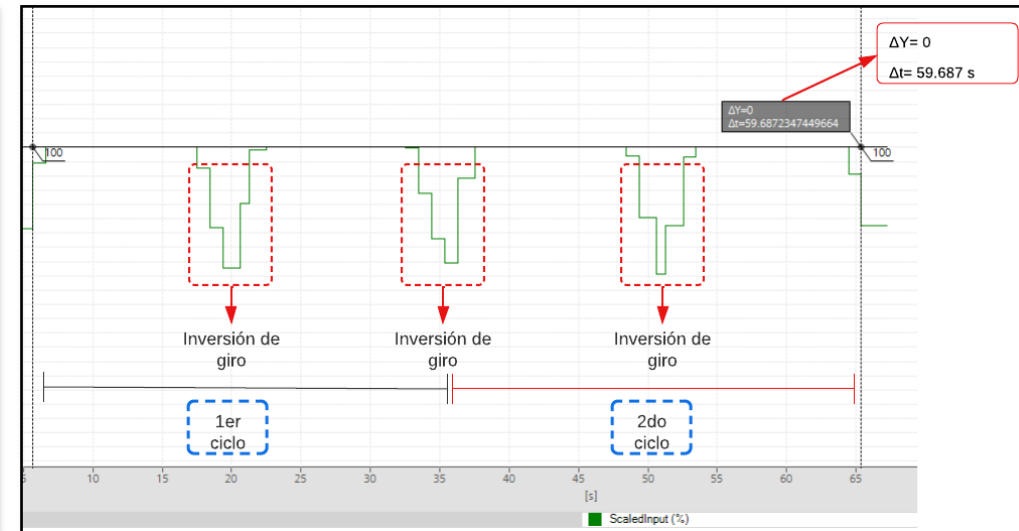 ΔY= 0
Δt= 59.687 s
ΔY=0
Δt=59.6872347449664
100
100
Inversión de
giro
Inversión de
giro
Inversión de
giro
1er
ciclo
2do
ciclo
5 10 15 20 25 30 35 40 45 50 55 60 65
[s]
ScaledInput (%)